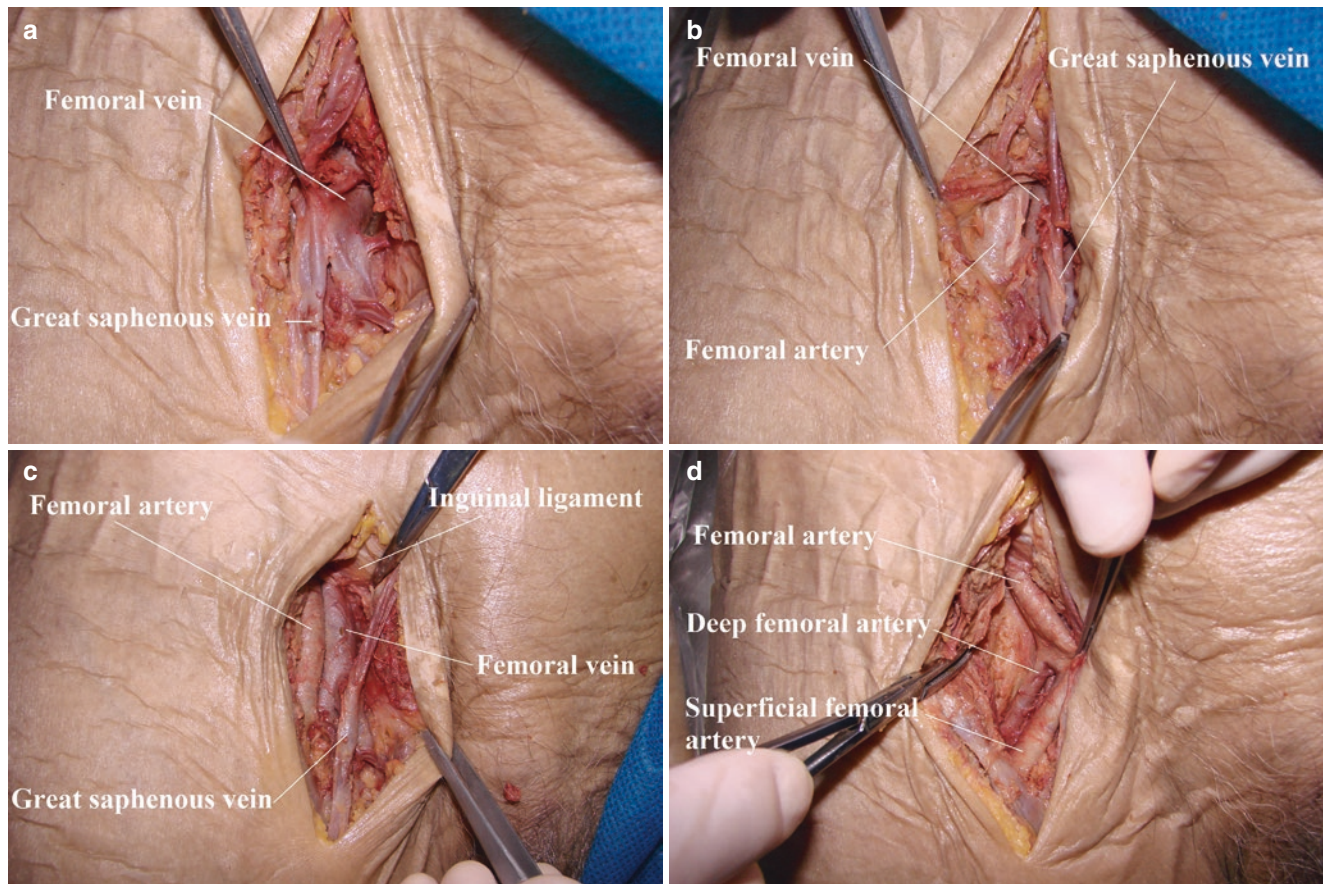 a
Femoral vein
Great saphenous vein
b
Femoral vein
Great saphenous vein
Femoral artery
c
Femoral artery
Inguinal ligament
Femoral vein
Great saphenous vein
d
Femoral artery
Deep femoral artery
Superficial femoral
artery